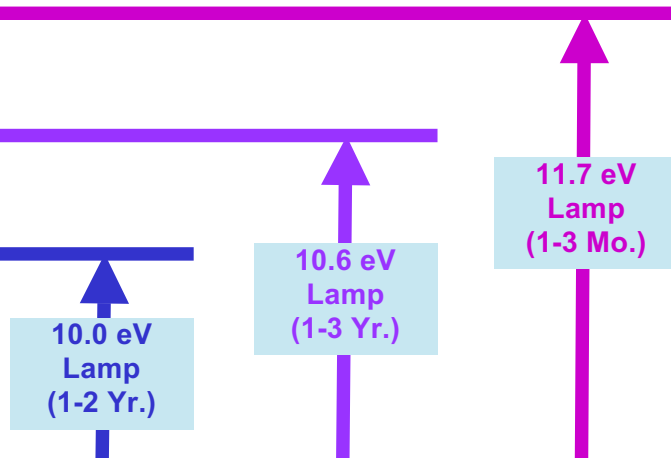 11.7 eV
Lamp
(1-3 Mo.)
10.6 eV
Lamp
(1-3 Yr.)
10.0 eV
Lamp
(1-2 Yr.)